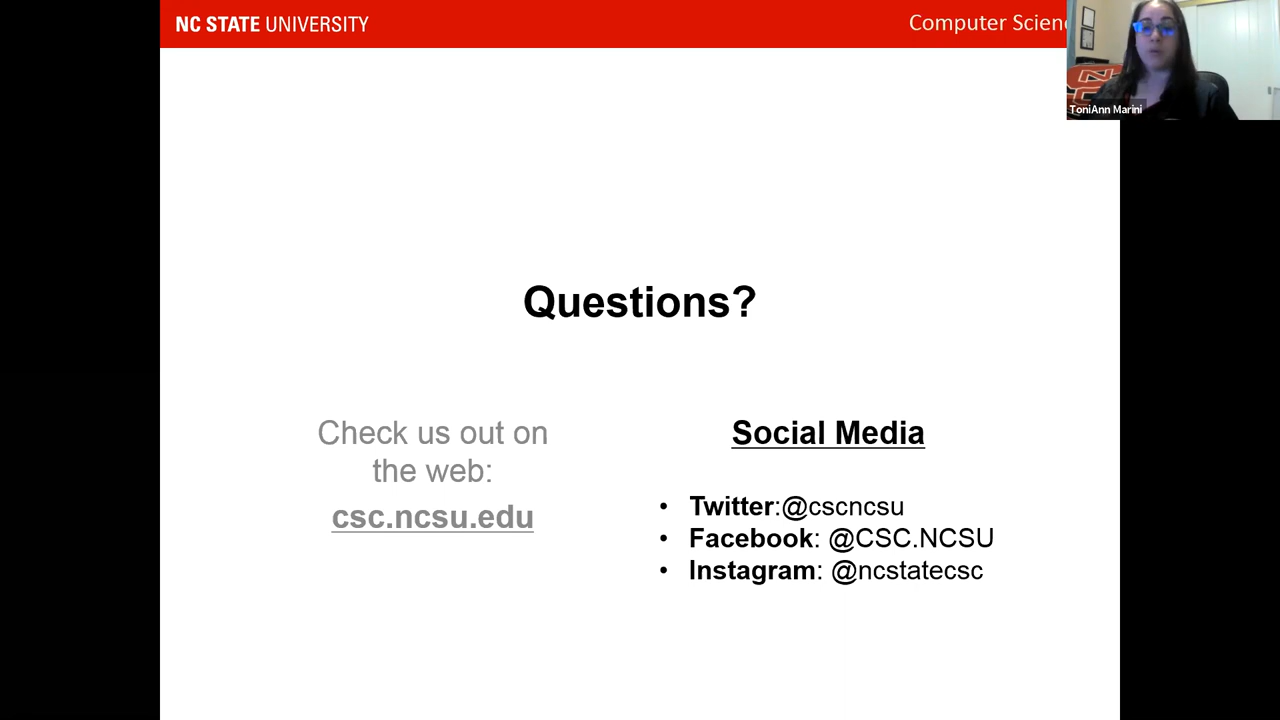 NC STATE UNIVERSITY
Computer Scienc
ToniAnn Marini
Questions?
Check us out on
the web:
csc.ncsu.edu
Social Media
• Twitter:@cscncsu
• Facebook: @CSC.NCSU
• Instagram: @ncstatecsc